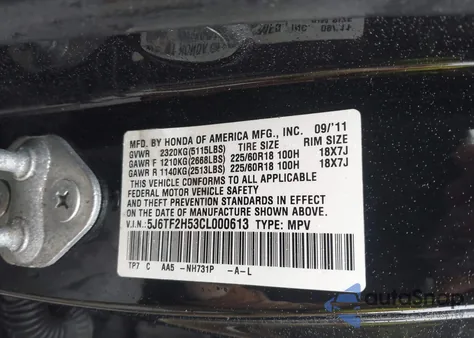 MFD. BY HONDA OF AMERICA MFG., INC. 09/'11
GVWR 2320KG(5115LBS) TIRE SIZE RIM SIZE
GAWR F 1210KG(2668LBS) 225/60R18 100H 18X7J
GAWR R 1140KG(2513LBS) 225/60R18 100H 18X7J
THIS VEHICLE CONFORMS TO ALL APPLICABLE
FEDERAL MOTOR VEHICLE SAFETY
AND THEFT PREVENTION STANDARDS IN EFFECT ON THE
DATE OF MANUFACTURE SHOWN ABOVE.
V.I.N.: 5J6TF2H53CL000613 TYPE: MPV
TP7 C AA5 -NH731P -A-L
autoSnap